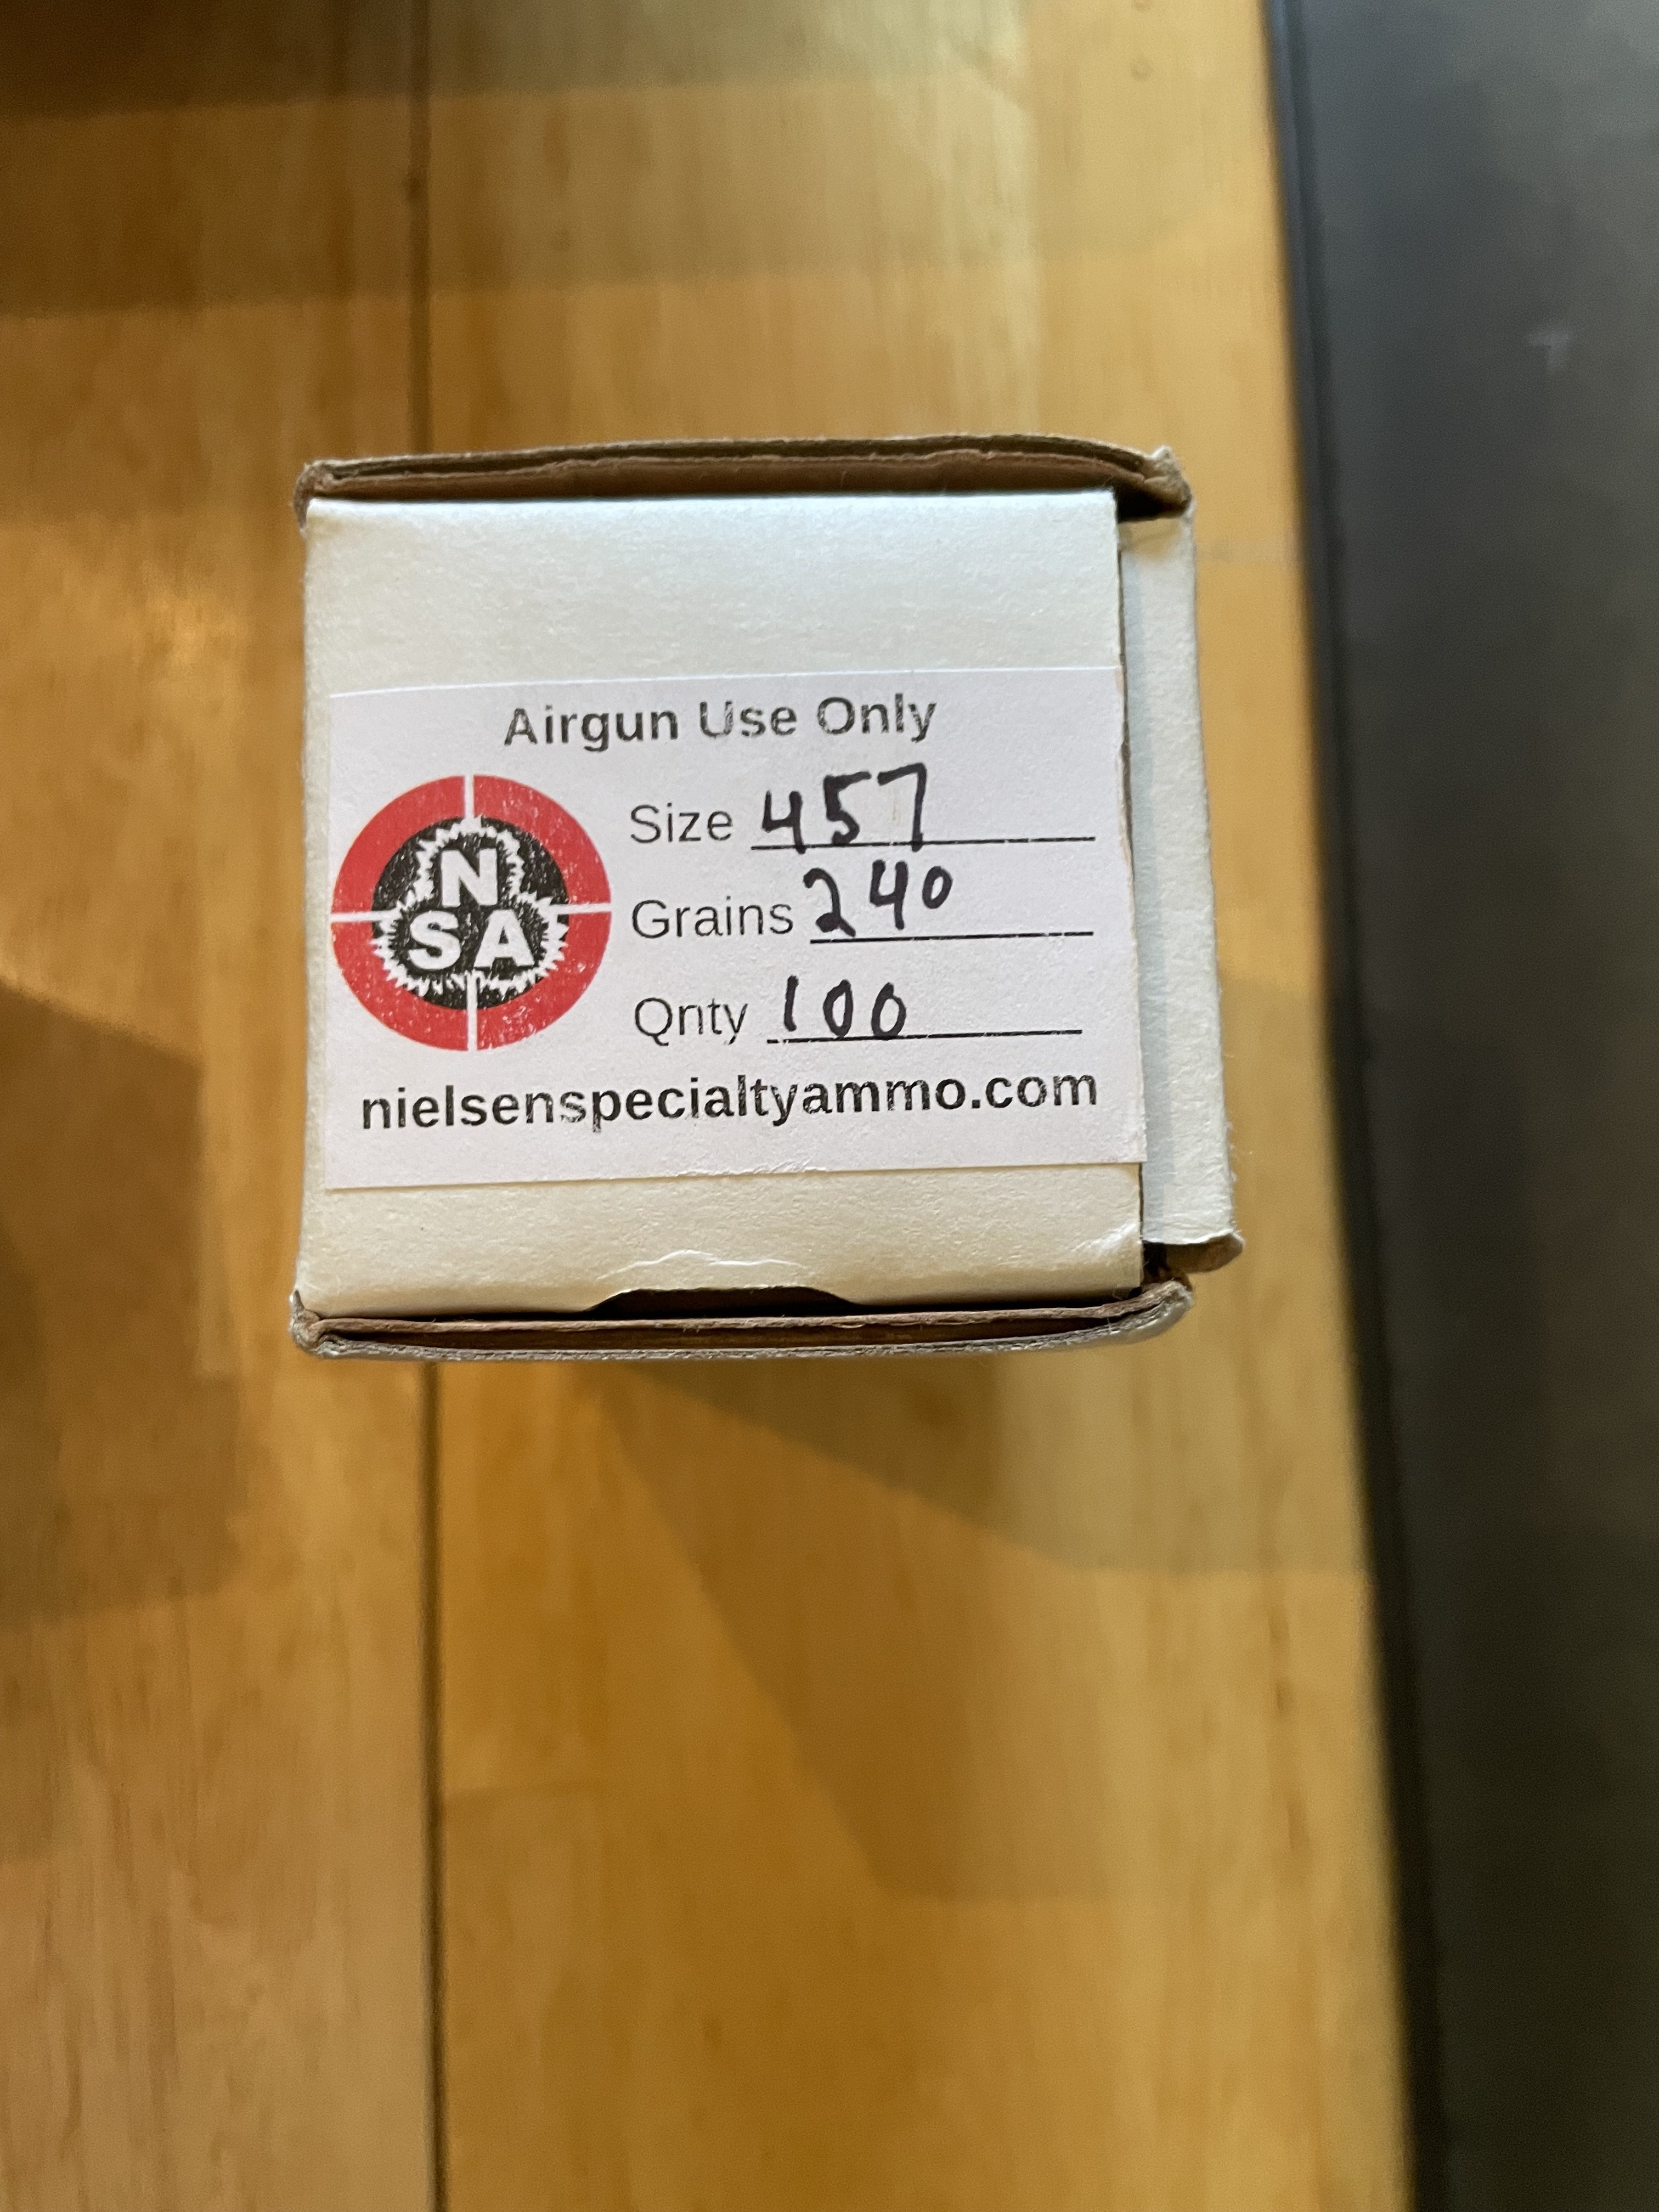 Airgun Use Only
N
SA
Size 457
Grains 240
Qnty 100
nielsenspecialtyammo.com